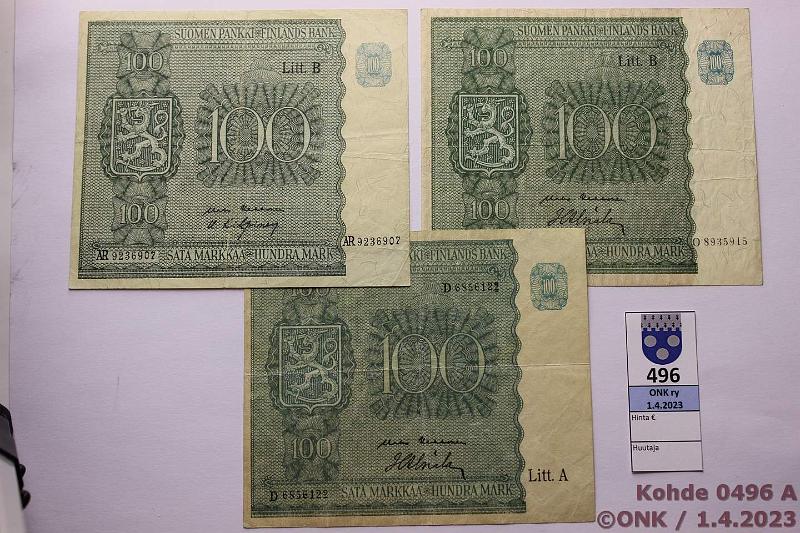 SUOMEN PANKKI FINLANDS BANK
100
Litt. B
100
100
AR 9236907
AR 9236907
SATA MARKKAA HUNDRA MARK
SUOMEN PANKKI FINLANDS BANK
100
Litt. B
100
100
O 8935915
SATA MARKKAA HUNDRA MARK
FINLANDS BANK
D 6856122
100
100
Litt. A
D 6856122
SATA MARKKAA HUNDRA MARK
496
ONK ry
1.4.2023
Hinta €
Huutaja
Kohde 0496 A
©ONK / 1.4.2023